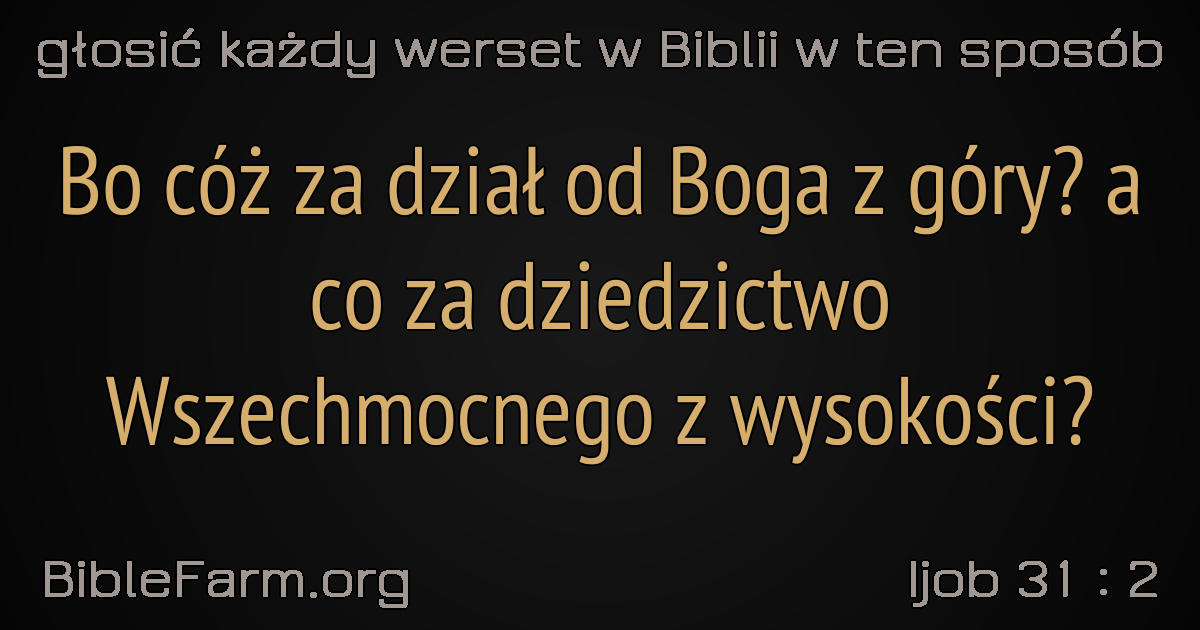 głosić każdy werset w Biblii w ten sposób
Bo cóż za dział od Boga z góry? a
co za dziedzictwo
Wszechmocnego z wysokości?
BibleFarm.org
Ijob 31 : 2